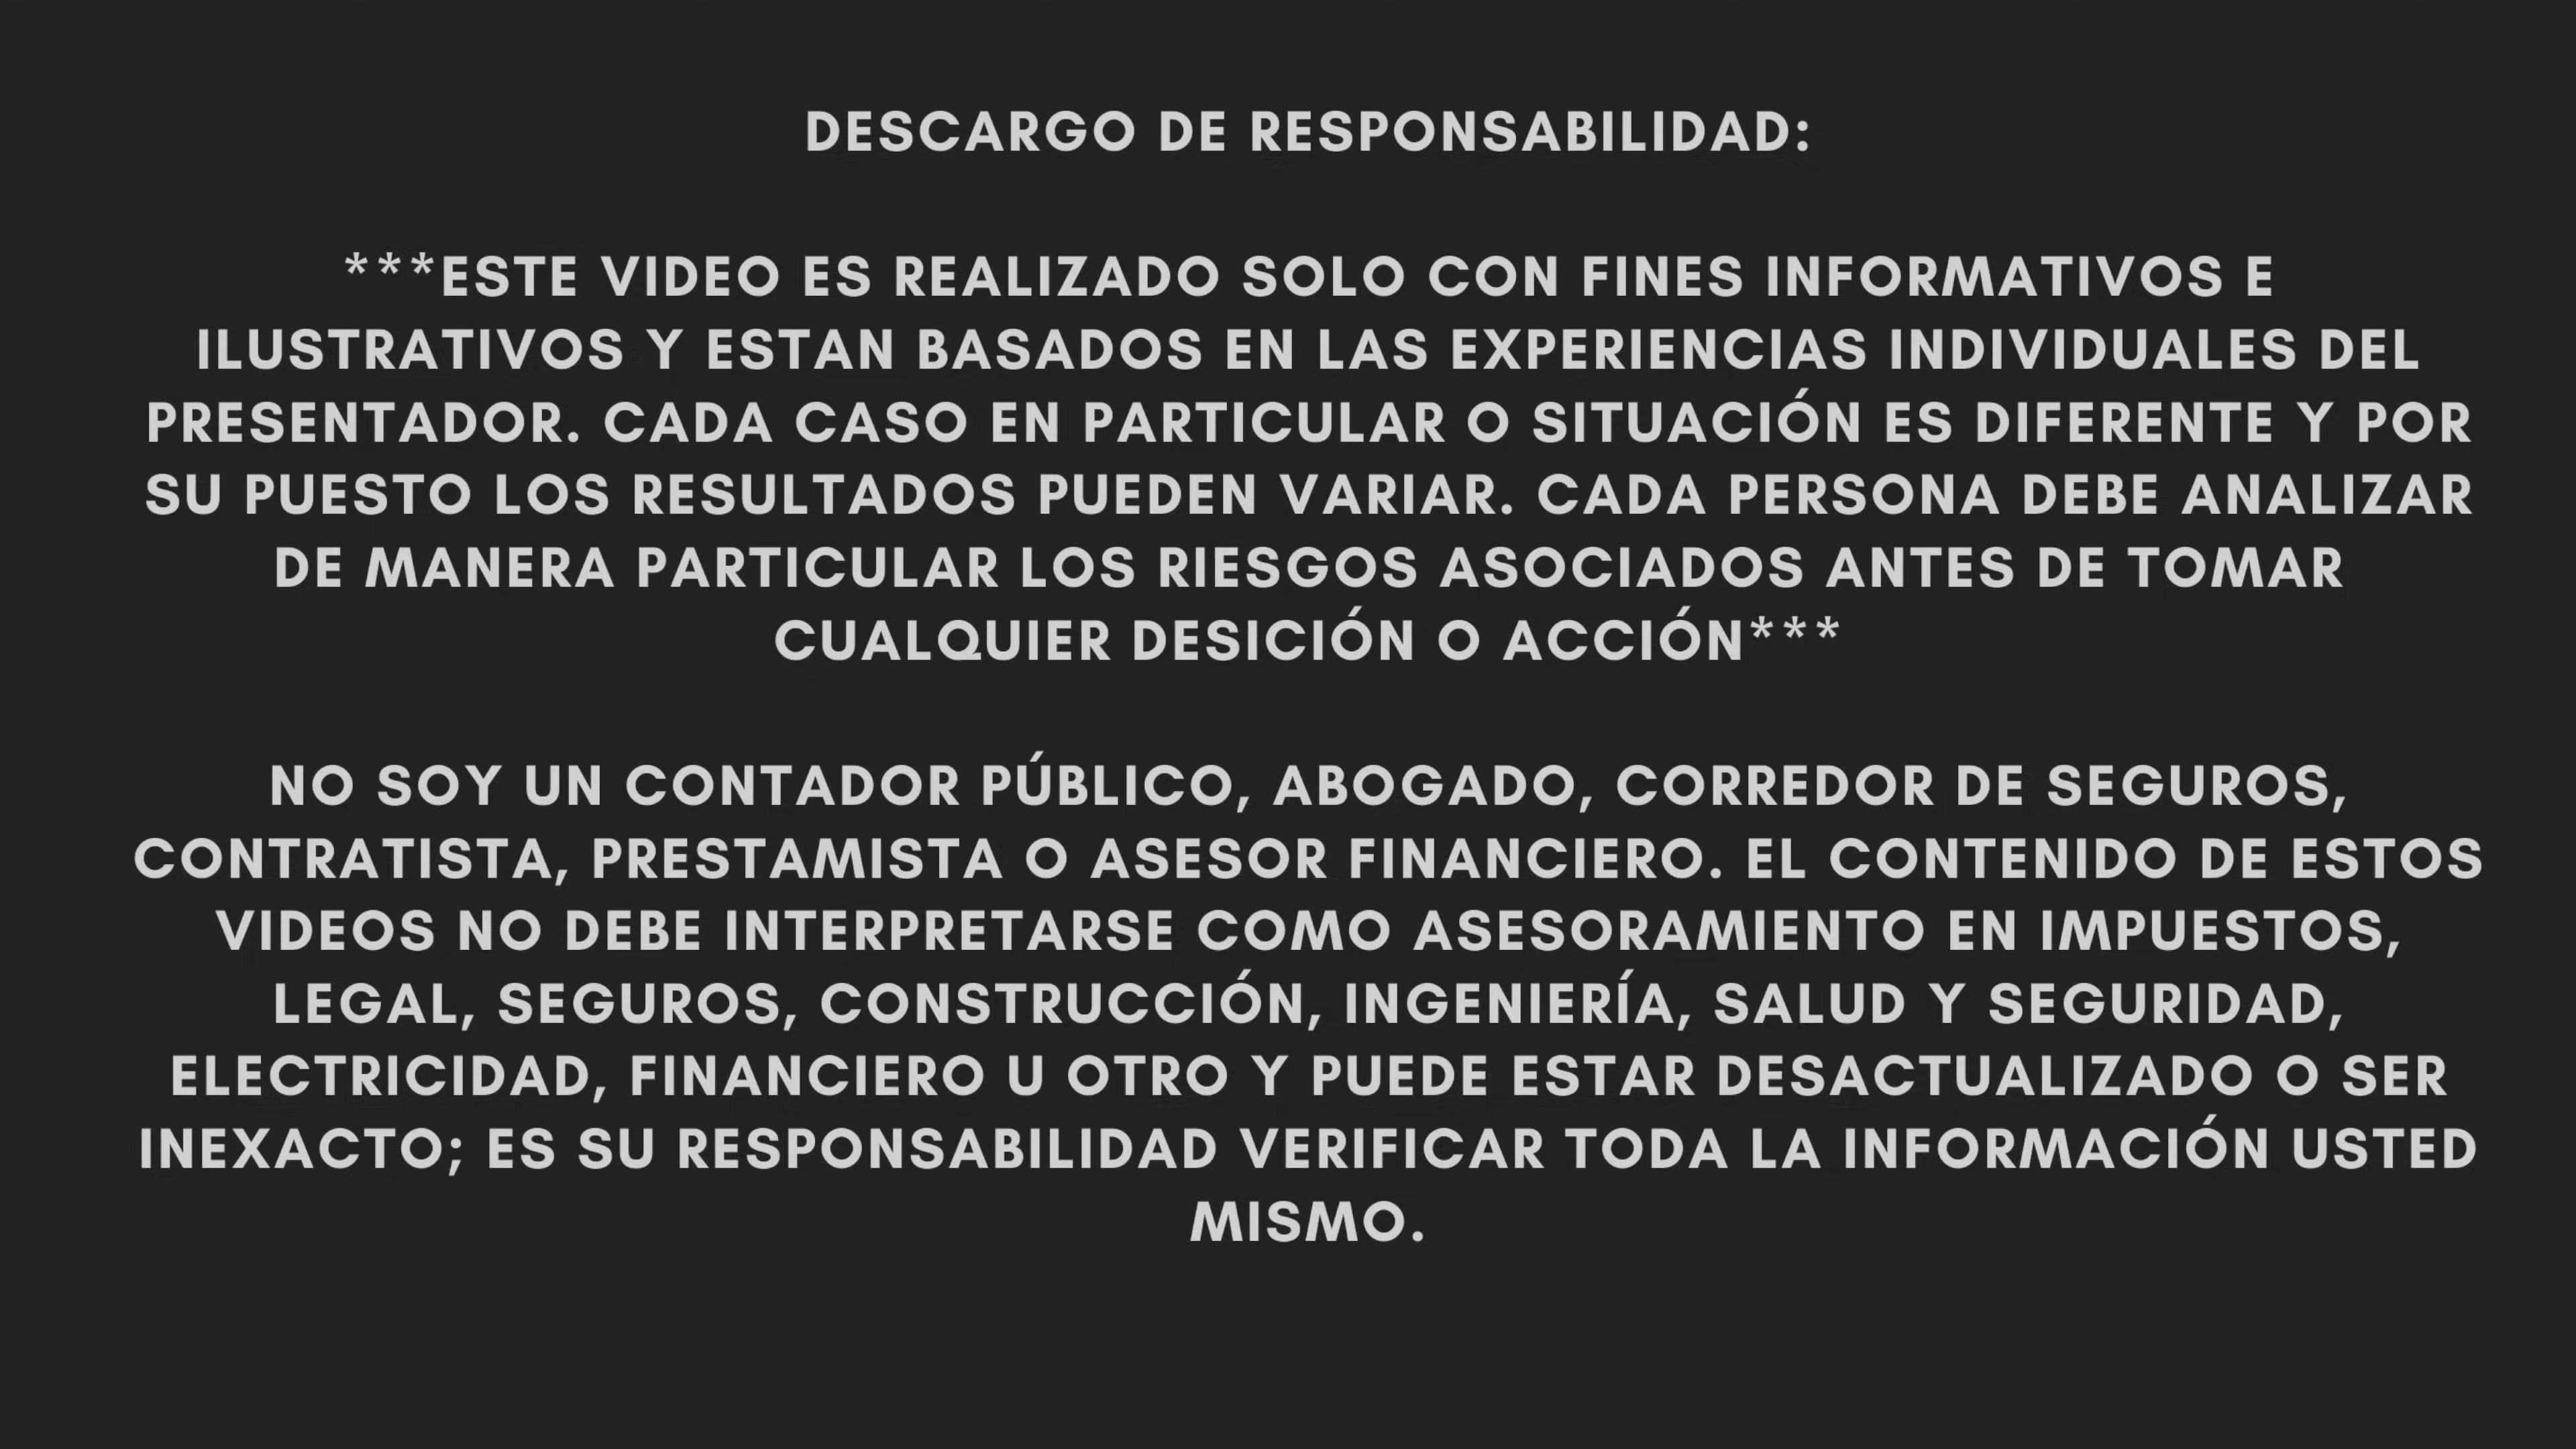 DESCARGO DE RESPONSABILIDAD:
***ESTE VIDEO ES REALIZADO SOLO CON FINES INFORMATIVOS E
ILUSTRATIVOS Y ESTAN BASADOS EN LAS EXPERIENCIAS INDIVIDUALES DEL
PRESENTADOR. CADA CASO EN PARTICULAR O SITUACIÓN ES DIFERENTE Y POR
SU PUESTO LOS RESULTADOS PUEDEN VARIAR. CADA PERSONA DEBE ANALIZAR
DE MANERA PARTICULAR LOS RIESGOS ASOCIADOS ANTES DE TOMAR
CUALQUIER DESICIÓN O ACCIÓN***
NO SOY UN CONTADOR PÚBLICO, ABOGADO, CORREDOR DE SEGUROS,
CONTRATISTA, PRESTAMISTA O ASESOR FINANCIERO. EL CONTENIDO DE ESTOS
VIDEOS NO DEBE INTERPRETARSE COMO ASESORAMIENTO EN IMPUESTOS,
LEGAL, SEGUROS, CONSTRUCCIÓN, INGENIERÍA, SALUD Y SEGURIDAD,
ELECTRICIDAD, FINANCIERO U OTRO Y PUEDE ESTAR DESACTUALIZADO O SER
INEXACTO; ES SU RESPONSABILIDAD VERIFICAR TODA LA INFORMACIÓN USTED
MISMO.